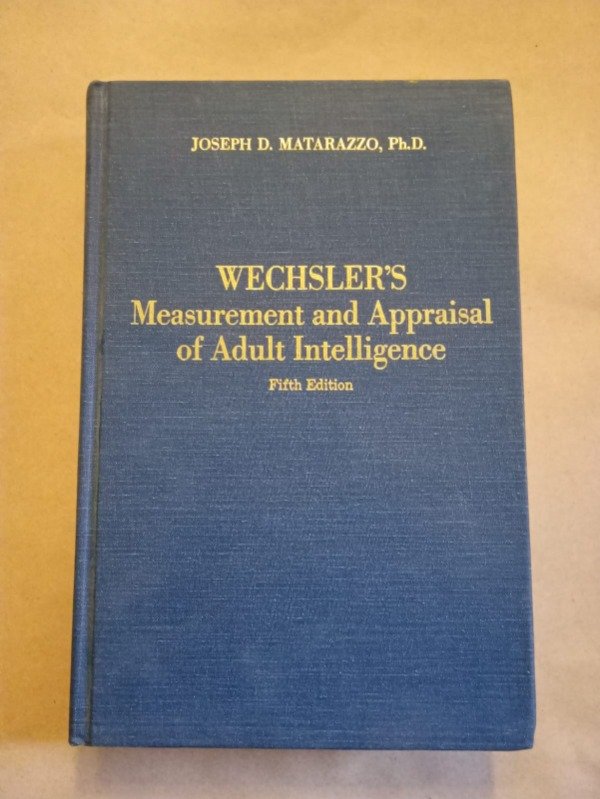 JOSEPH D. MATARAZZO, Ph.D.
WECHSLER'S
Measurement and Appraisal
of Adult Intelligence
Fifth Edition